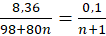 8,36/(98+80n) = 0,1/(n+1)